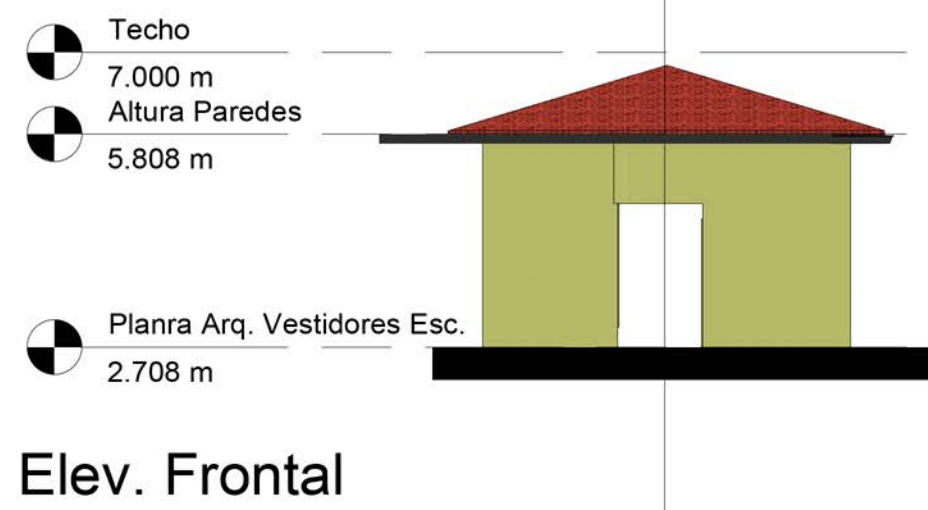 Techo
7.000 m
Altura Paredes
5.808 m
Planra Arq. Vestidores Esc.
2.708 m
Elev. Frontal